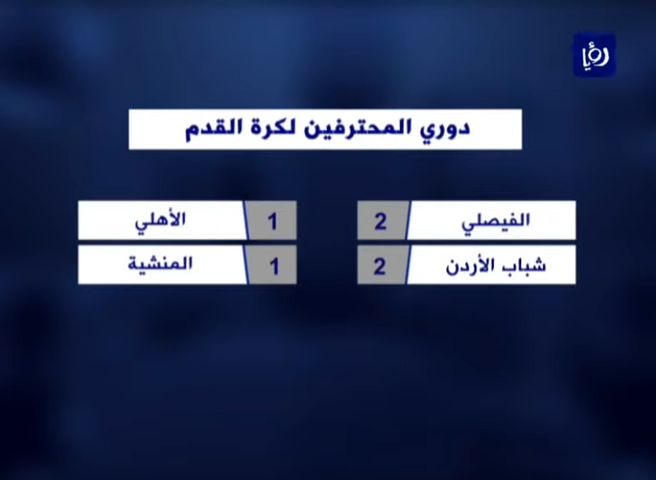 رؤيا
دوري المحترفين لكرة القدم
الفيصلي 2 1 الأهلي
شباب الأردن 2 1 المنشية